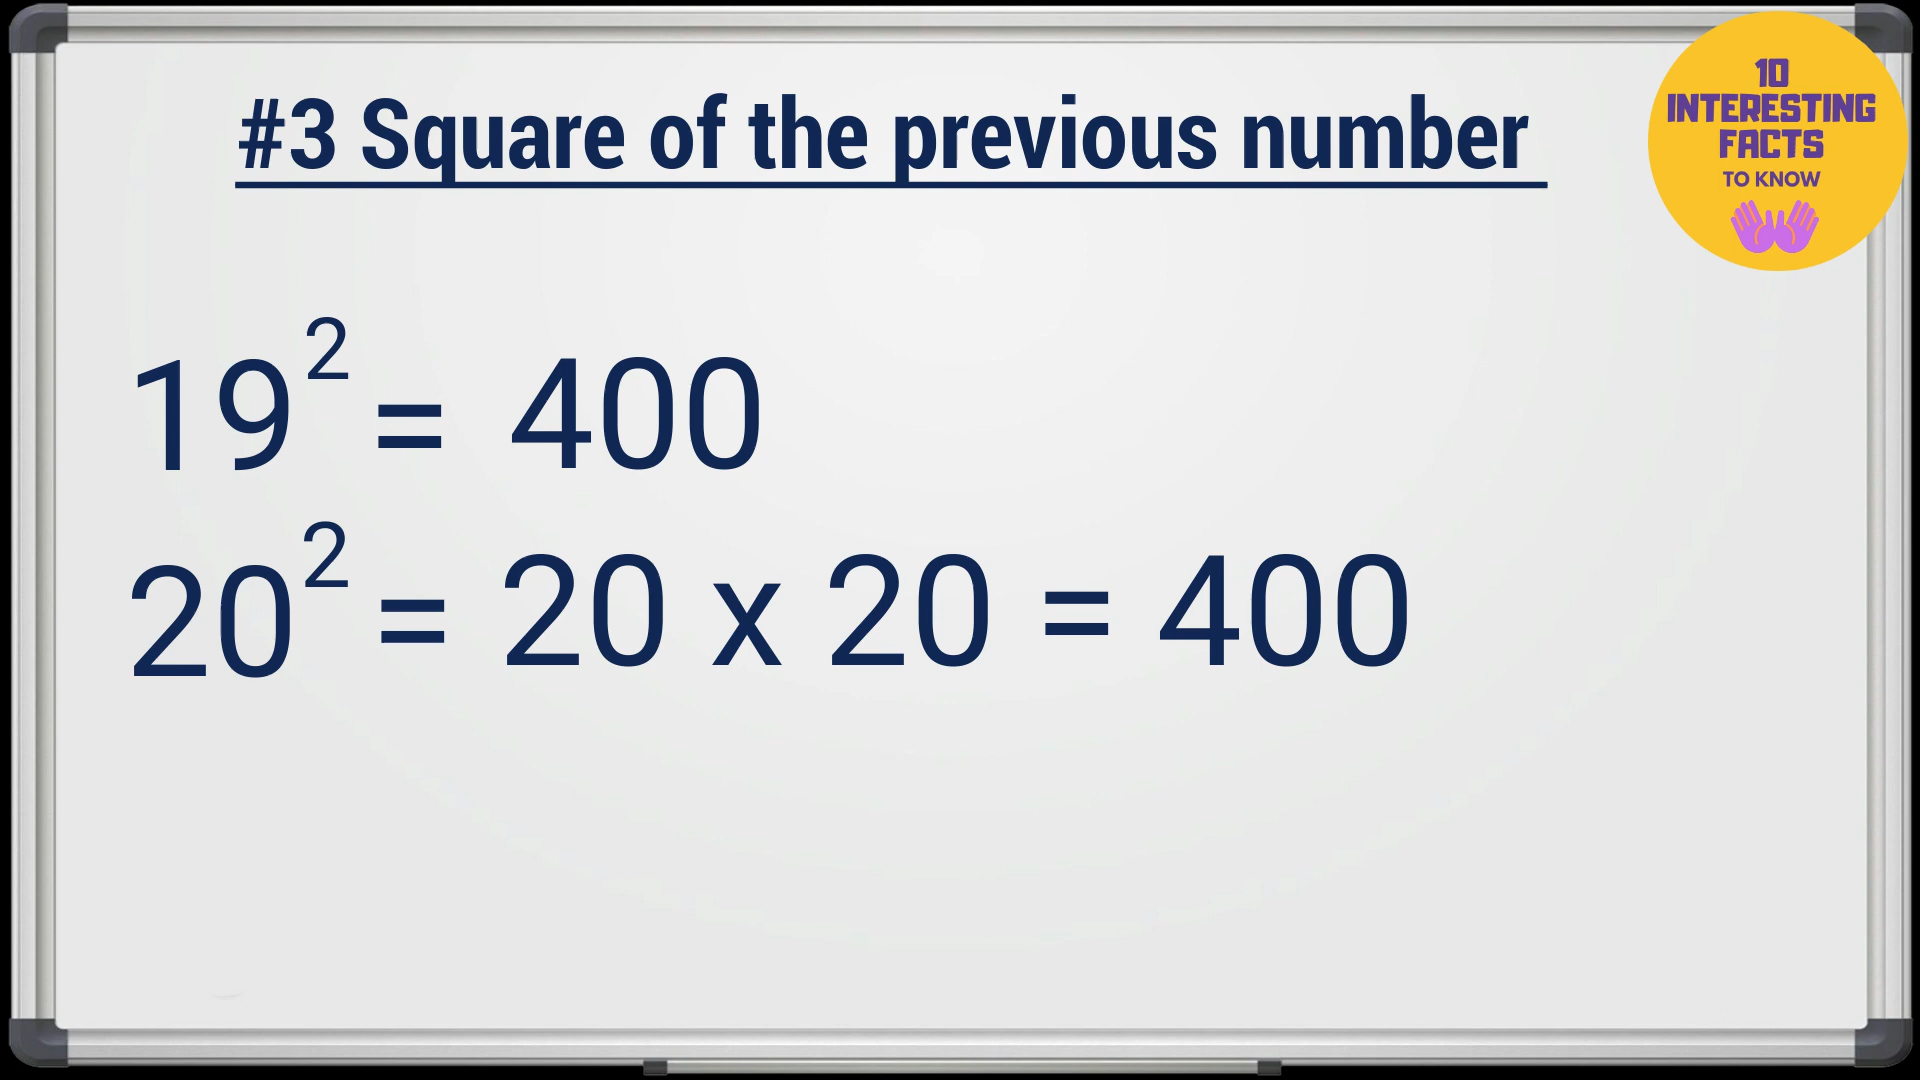 #3 Square of the previous number
10
INTERESTING
FACTS
TO KNOW
19² = 400
20² = 20 x 20 = 400